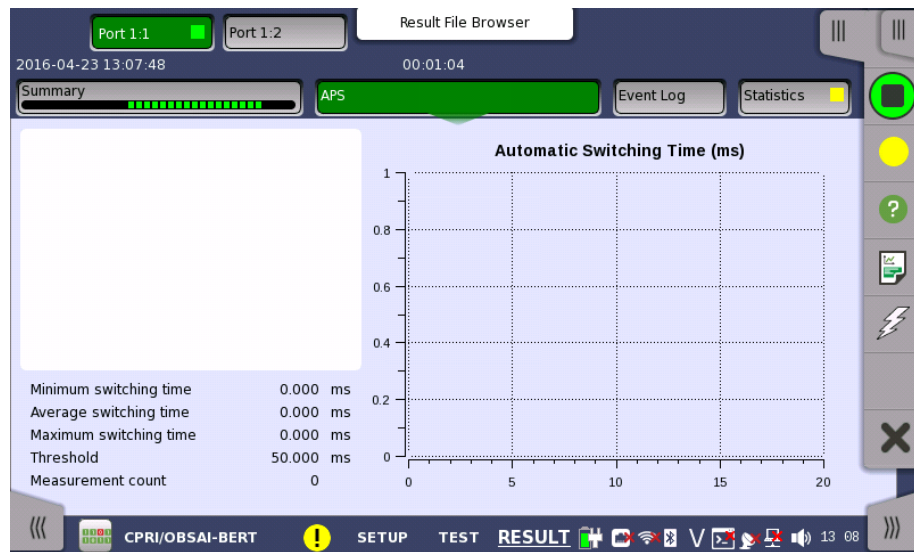 Port 1:1
Port 1:2
Result File Browser
2016-04-23 13:07:48
00:01:04
Summary
APS
Event Log
Statistics
Automatic Switching Time (ms)
1
0.8
0.6
0.4
0.2
0
0 5 10 15 20
Minimum switching time 0.000 ms
Average switching time 0.000 ms
Maximum switching time 0.000 ms
Threshold 50.000 ms
Measurement count 0
CPRI/OBSAI-BERT
SETUP TEST RESULT V 13 08